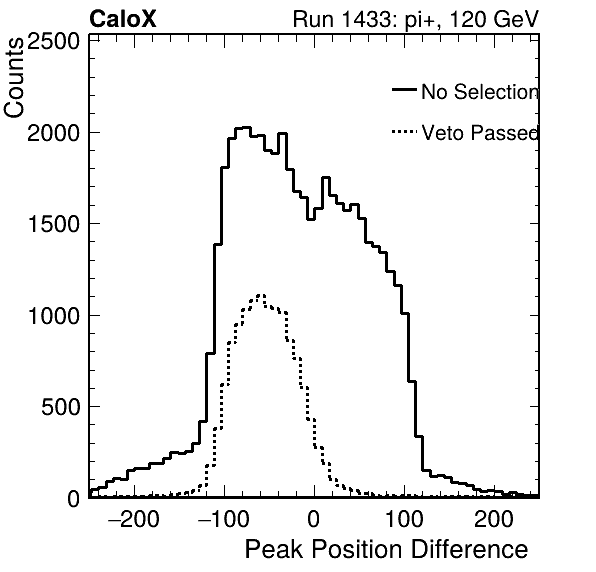 CaloX Run 1433: pi+, 120 GeV
Counts
2500
2000
1500
1000
500
0
No Selection
Veto Passed
−200 −100 0 100 200
Peak Position Difference